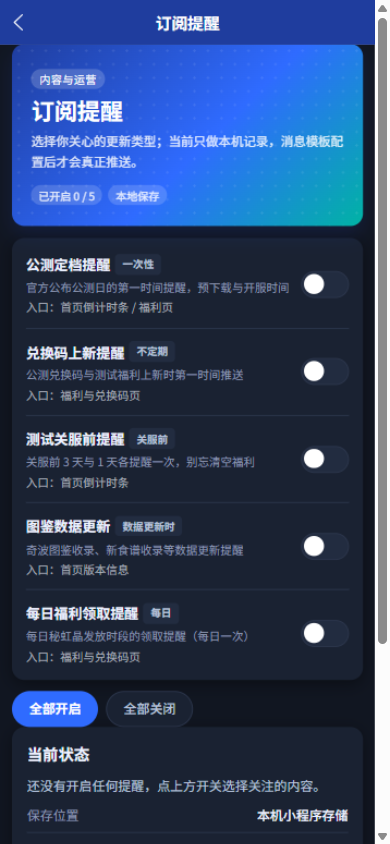 订阅提醒
内容与运营
订阅提醒
选择你关心的更新类型；当前只做本机记录，消息模板配
置后才会真正推送。
已开启 0 / 5 本地保存
公测定档提醒 一次性
官方公布公测日的第一时间提醒，预下载与开服时间
入口：首页倒计时条 / 福利页
兑换码上新提醒 不定期
公测兑换码与测试福利上新时第一时间推送
入口：福利与兑换码页
测试关服前提醒 关服前
关服前 3 天与 1 天各提醒一次，别忘清空福利
入口：首页倒计时条
图鉴数据更新 数据更新时
奇波图鉴收录、新食谱收录等数据更新提醒
入口：首页版本信息
每日福利领取提醒 每日
每日秘虹晶发放时段的领取提醒（每日一次）
入口：福利与兑换码页
全部开启 全部关闭
当前状态
还没有开启任何提醒，点上方开关选择关注的内容。
保存位置 本机小程序存储